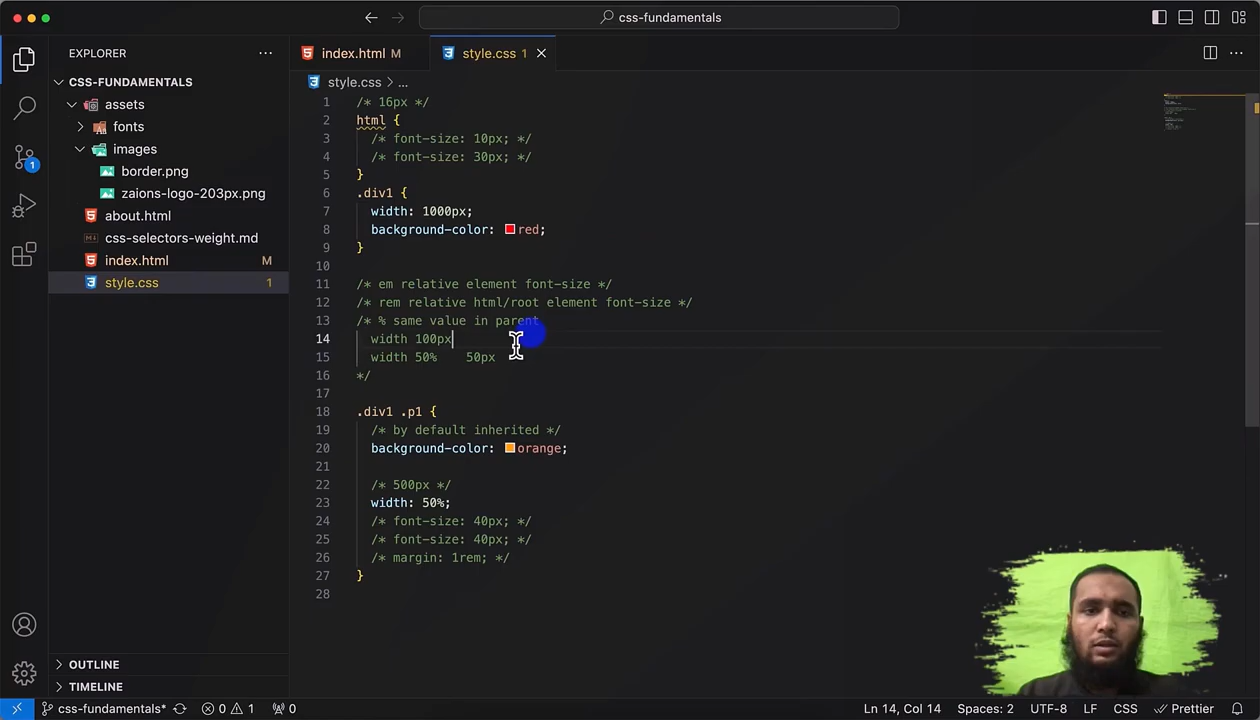 css-fundamentals
EXPLORER
CSS-FUNDAMENTALS
assets
fonts
images
border.png
zaions-logo-203px.png
about.html
css-selectors-weight.md
index.html M
style.css 1
OUTLINE
TIMELINE
index.html M
style.css 1
style.css > ...
1 /* 16px */
2 html {
3 /* font-size: 10px; */
4 /* font-size: 30px; */
5 }
6 .div1 {
7 width: 1000px;
8 background-color: red;
9 }
10
11 /* em relative element font-size */
12 /* rem relative html/root element font-size */
13 /* % same value in parent
14 width 100px
15 width 50% 50px
16 */
17
18 .div1 .p1 {
19 /* by default inherited */
20 background-color: orange;
21
22 /* 500px */
23 width: 50%;
24 /* font-size: 40px; */
25 /* font-size: 40px; */
26 /* margin: 1rem; */
27 }
28
1
css-fundamentals* 0 1 0 Ln 14, Col 14 Spaces: 2 UTF-8 LF CSS Prettier